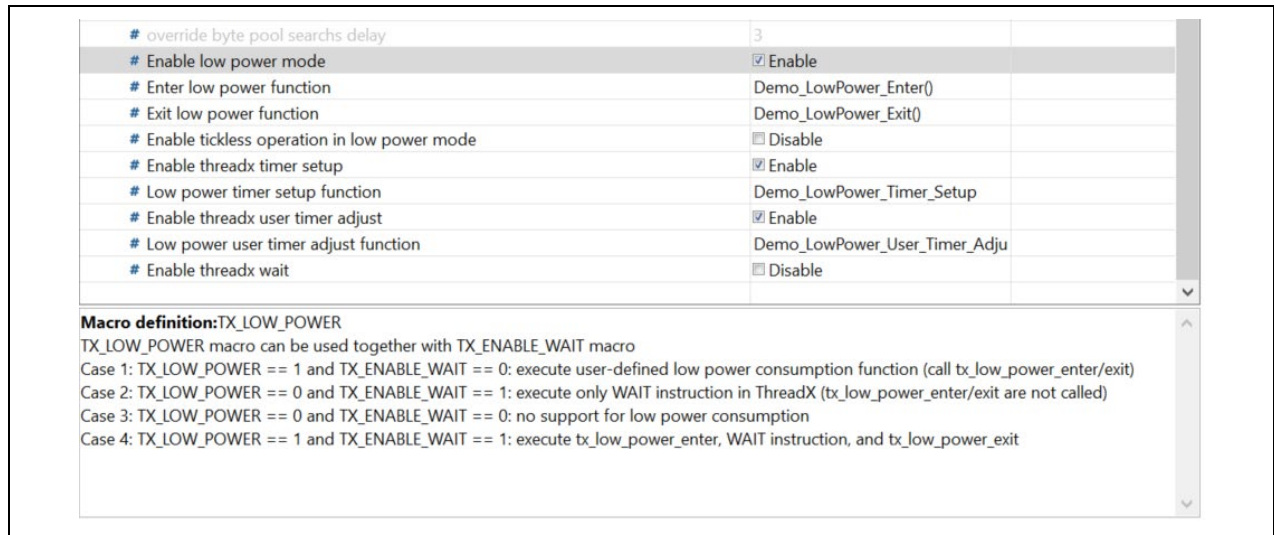 # override byte pool searchs delay 3
# Enable low power mode Enable
# Enter low power function Demo_LowPower_Enter()
# Exit low power function Demo_LowPower_Exit()
# Enable tickless operation in low power mode Disable
# Enable threadx timer setup Enable
# Low power timer setup function Demo_LowPower_Timer_Setup
# Enable threadx user timer adjust Enable
# Low power user timer adjust function Demo_LowPower_User_Timer_Adju
# Enable threadx wait Disable
Macro definition:TX_LOW_POWER
TX_LOW_POWER macro can be used together with TX_ENABLE_WAIT macro
Case 1: TX_LOW_POWER == 1 and TX_ENABLE_WAIT == 0: execute user-defined low power consumption function (call tx_low_power_enter/exit)
Case 2: TX_LOW_POWER == 0 and TX_ENABLE_WAIT == 1: execute only WAIT instruction in ThreadX (tx_low_power_enter/exit are not called)
Case 3: TX_LOW_POWER == 0 and TX_ENABLE_WAIT == 0: no support for low power consumption
Case 4: TX_LOW_POWER == 1 and TX_ENABLE_WAIT == 1: execute tx_low_power_enter, WAIT instruction, and tx_low_power_exit